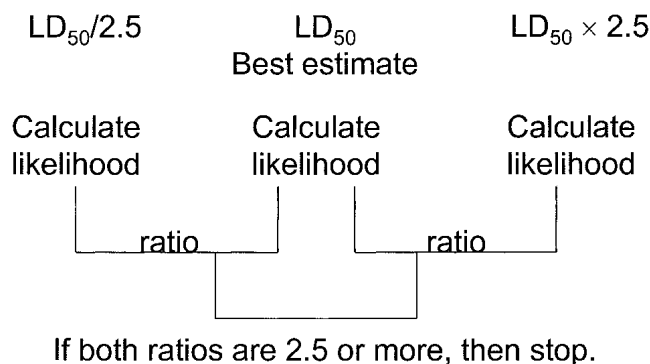 LD₅₀/2.5 LD₅₀ LD₅₀ × 2.5
Best estimate
Calculate Calculate Calculate
likelihood likelihood likelihood
ratio ratio
If both ratios are 2.5 or more, then stop.